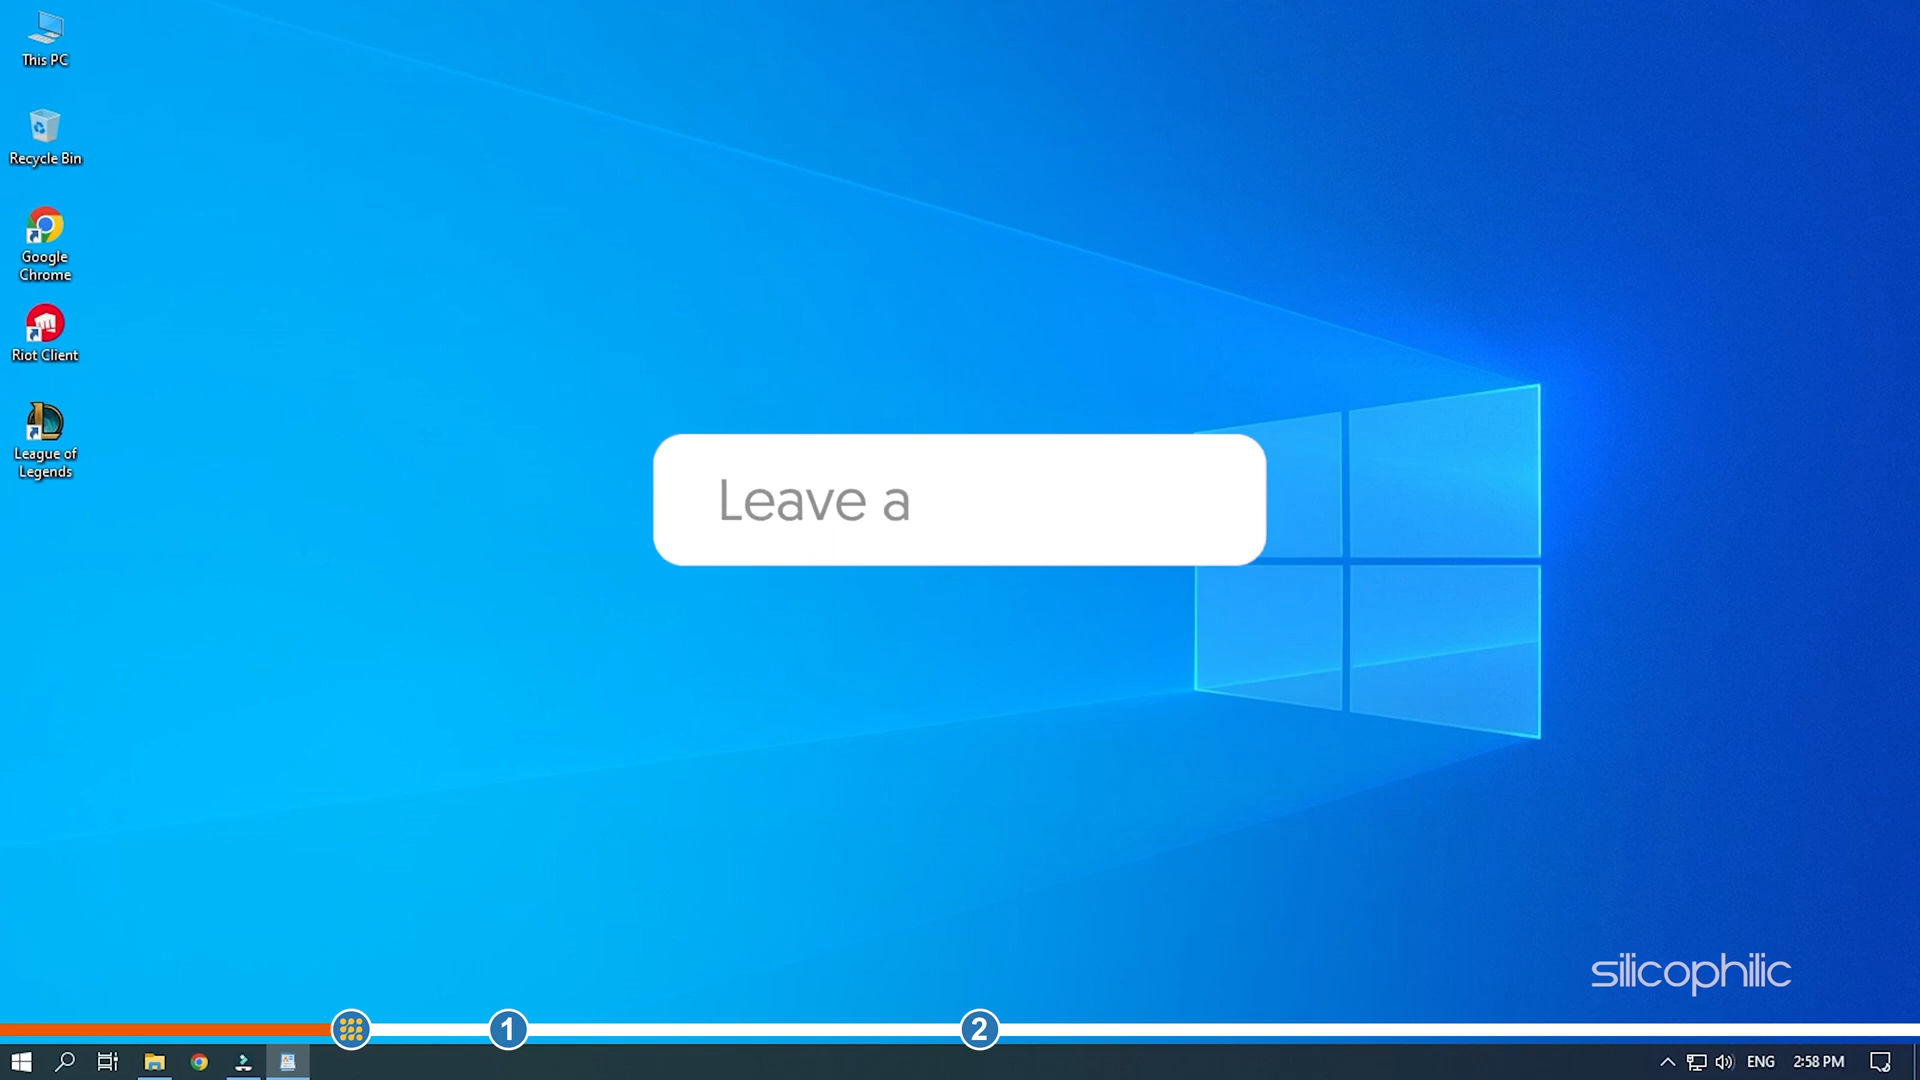 This PC
Recycle Bin
Google
Chrome
Riot Client
League of
Legends
Leave a
silicophilic
1
2
ENG
2:58 PM